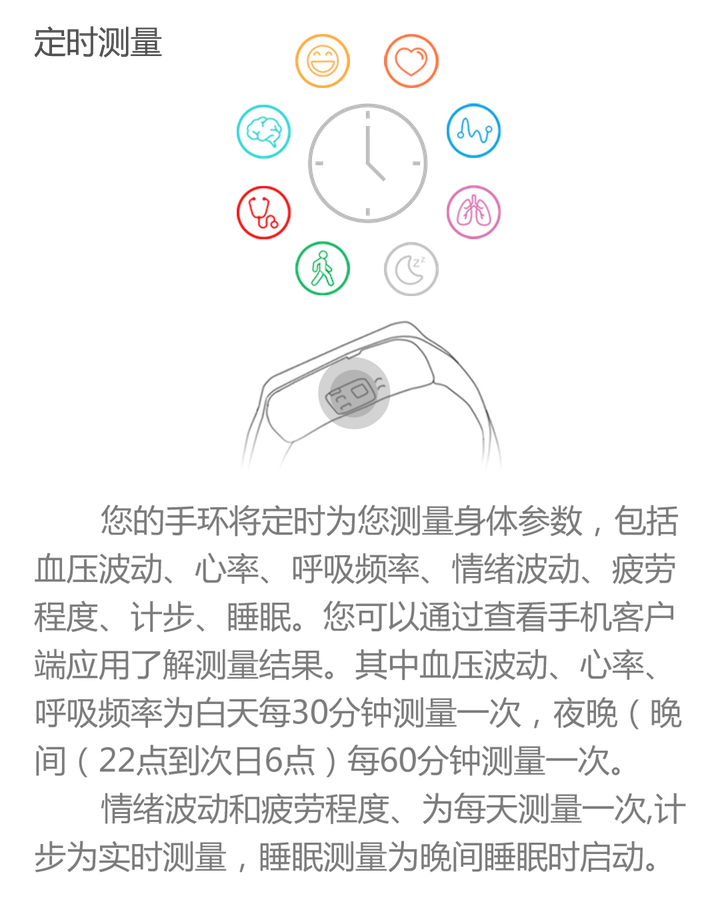 定时测量
zzz
您的手环将定时为您测量身体参数，包括
血压波动、心率、呼吸频率、情绪波动、疲劳
程度、计步、睡眠。您可以通过查看手机客户
端应用了解测量结果。其中血压波动、心率、
呼吸频率为白天每30分钟测量一次，夜晚（晚
间（22点到次日6点）每60分钟测量一次。
情绪波动和疲劳程度、为每天测量一次,计
步为实时测量，睡眠测量为晚间睡眠时启动。